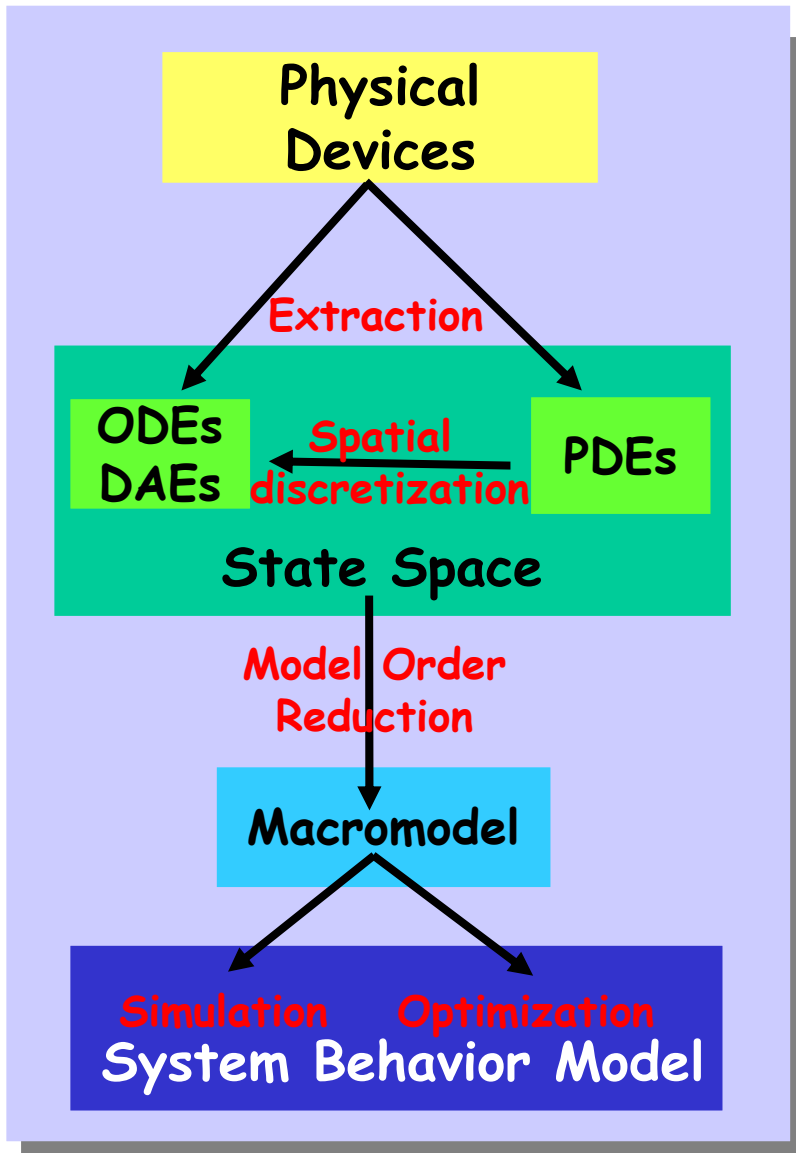 Physical
Devices
Extraction
ODEs
DAEs
Spatial
discretization
PDEs
State Space
Model Order
Reduction
Macromodel
Simulation
Optimization
System Behavior Model